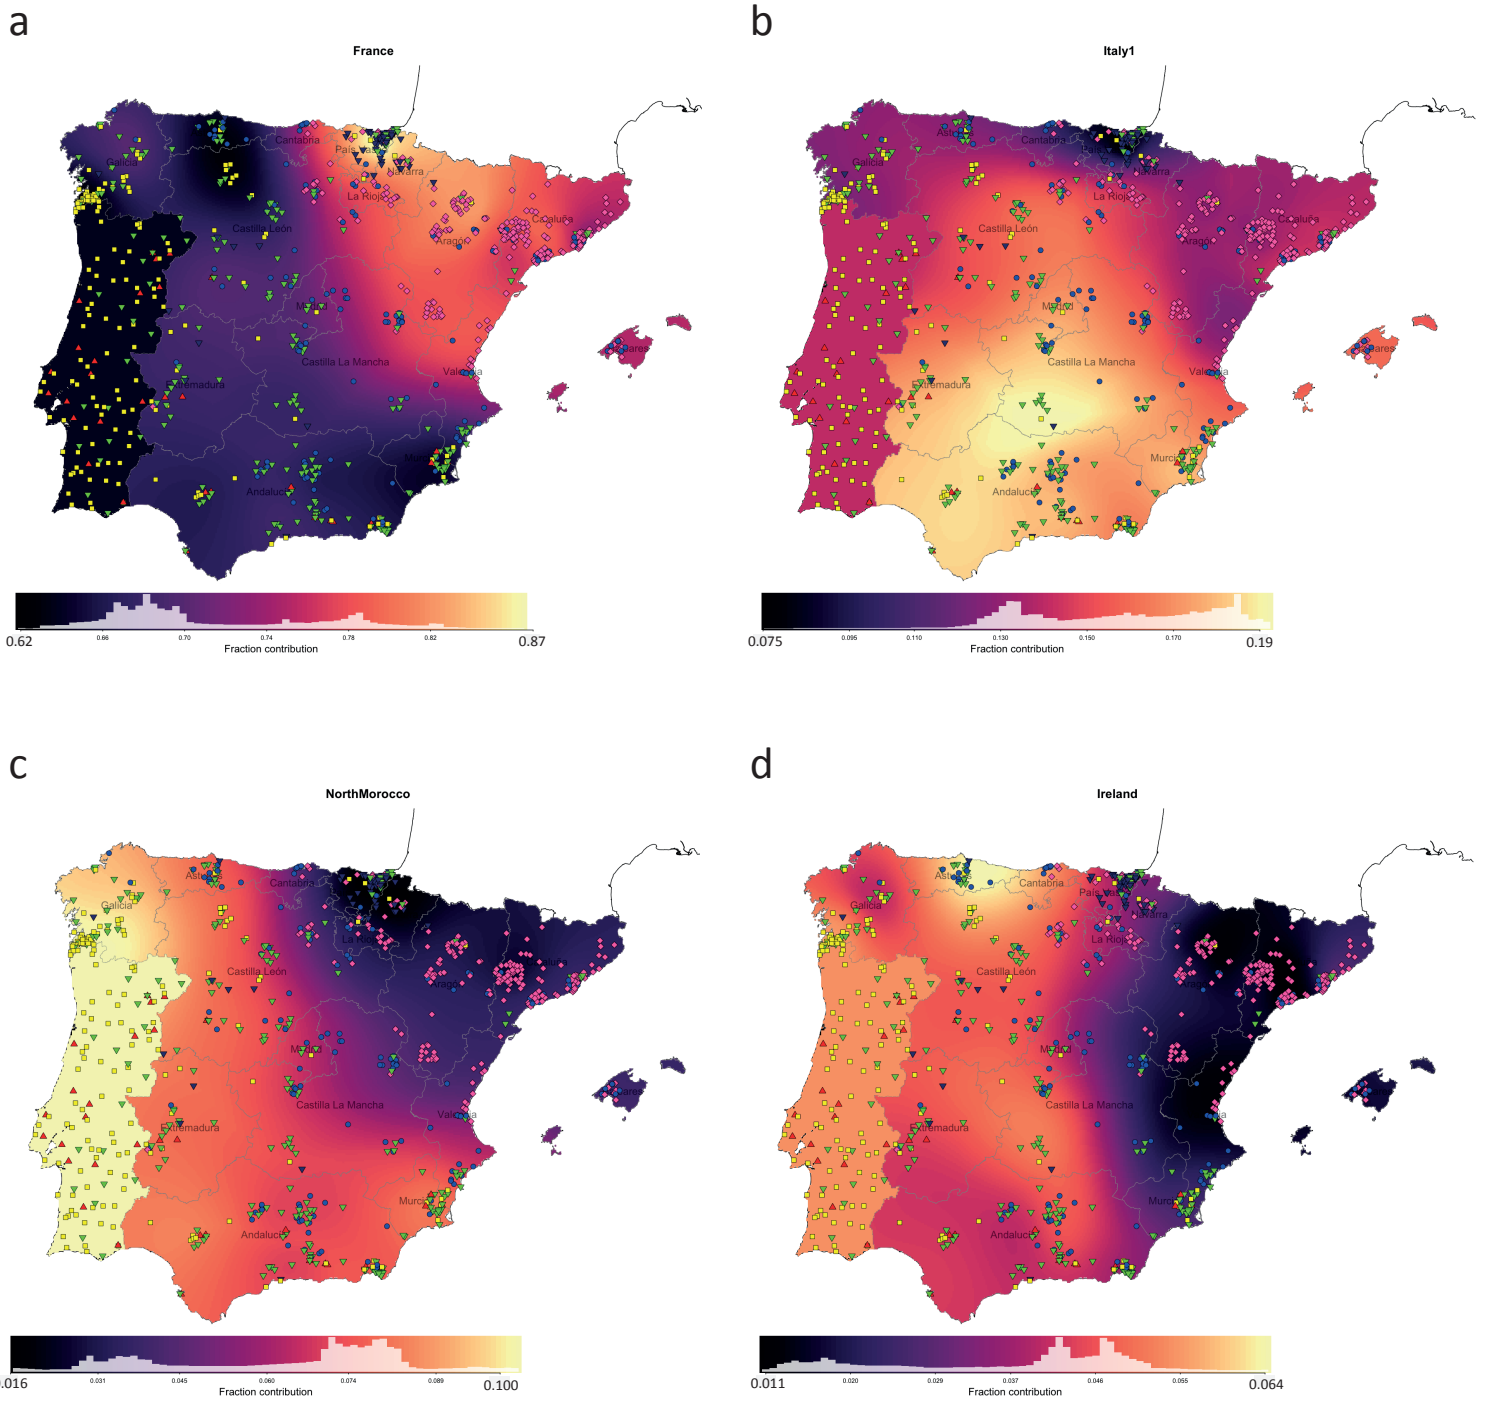 a
France
Cantabria
País Vasco
Navarra
Galicia
La Rioja
Cataluña
Castilla León
Aragón
Madrid
Castilla La Mancha
Valencia
Extremadura
Murcia
Andalucía
0.66 0.70 0.74 0.78 0.82
0.62 0.87
Fraction contribution
b
Italy1
Asturias
Cantabria
Navarra
Galicia
La Rioja
Cataluña
Castilla León
Aragón
Madrid
Castilla La Mancha
Valencia
Extremadura
Murcia
Andalucía
0.095 0.110 0.130 0.150 0.170
0.075 0.19
Fraction contribution
c
NorthMorocco
Asturias
Cantabria
Galicia
La Rioja
Castilla León
Aragón
Madrid
Castilla La Mancha
Valencia
Extremadura
Murcia
Andalucía
0.031 0.045 0.060 0.074 0.089
0.016 0.100
Fraction contribution
d
Ireland
Asturias
Cantabria
País Vasco
Navarra
Galicia
La Rioja
Castilla León
Aragón
Madrid
Castilla La Mancha
Extremadura
Murcia
Andalucía
0.020 0.029 0.037 0.046 0.055
0.011 0.064
Fraction contribution